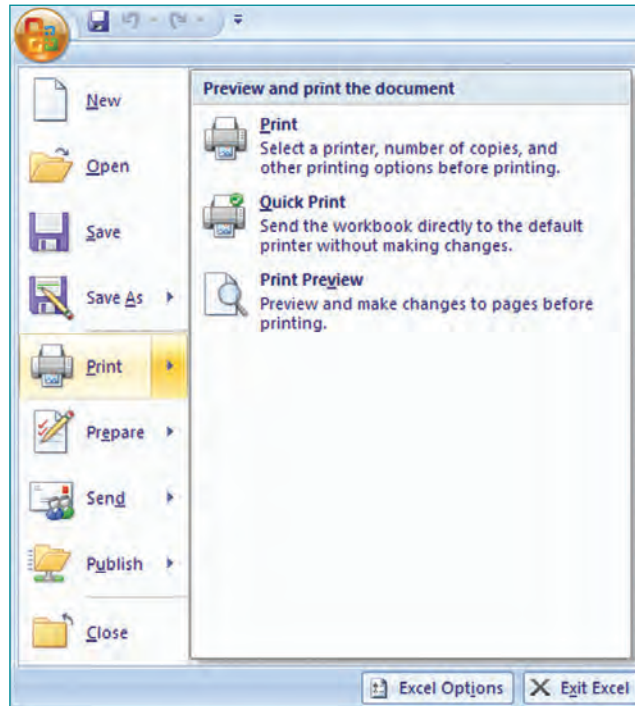 New
Open
Save
Save As
Print
Prepare
Send
Publish
Close
Preview and print the document
Print
Select a printer, number of copies, and
other printing options before printing.
Quick Print
Send the workbook directly to the default
printer without making changes.
Print Preview
Preview and make changes to pages before
printing.
Excel Options
Exit Excel